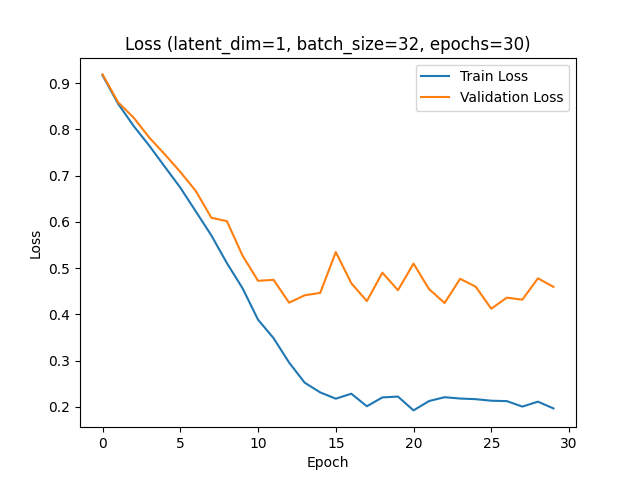 Loss (latent_dim=1, batch_size=32, epochs=30)
Train Loss
Validation Loss
Loss
0.9
0.8
0.7
0.6
0.5
0.4
0.3
0.2
0 5 10 15 20 25 30
Epoch